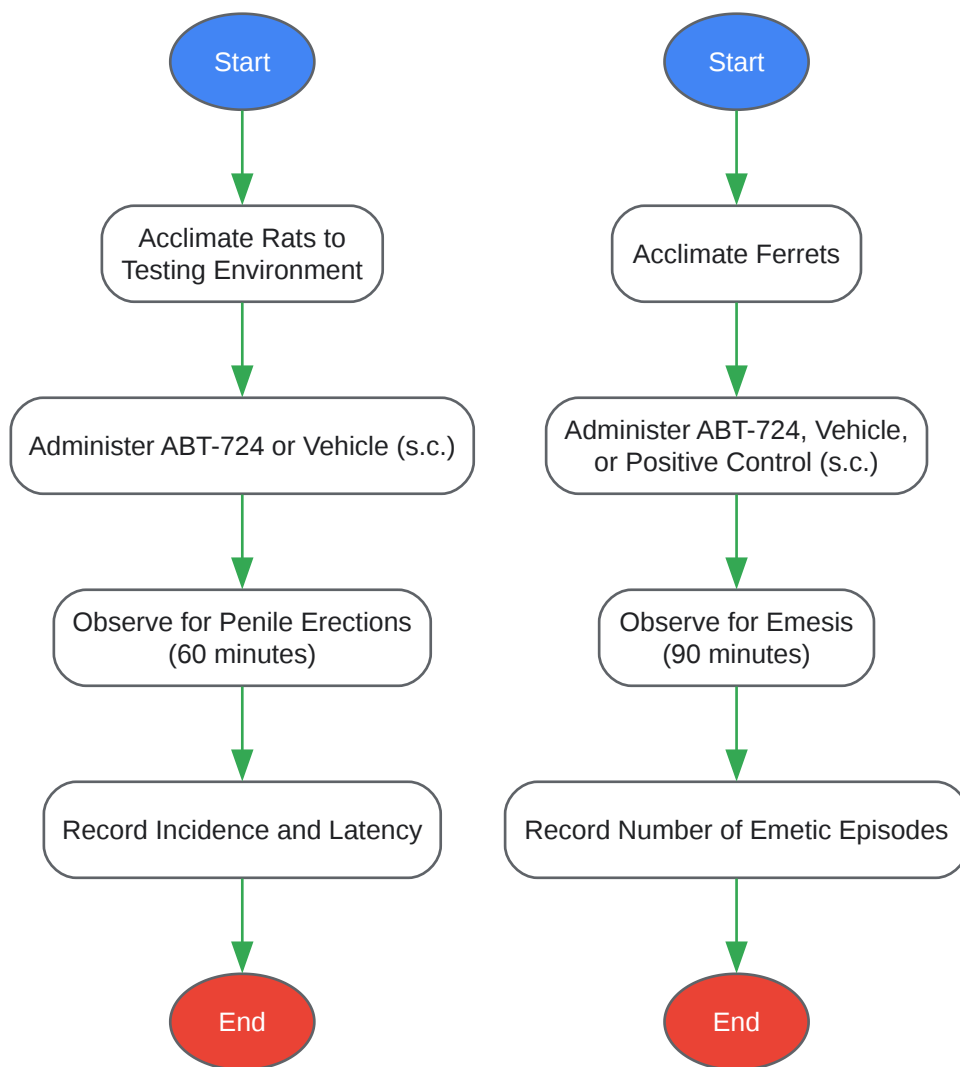 Start
Acclimate Rats to
Testing Environment
Administer ABT-724 or Vehicle (s.c.)
Observe for Penile Erections
(60 minutes)
Record Incidence and Latency
End
Start
Acclimate Ferrets
Administer ABT-724, Vehicle,
or Positive Control (s.c.)
Observe for Emesis
(90 minutes)
Record Number of Emetic Episodes
End